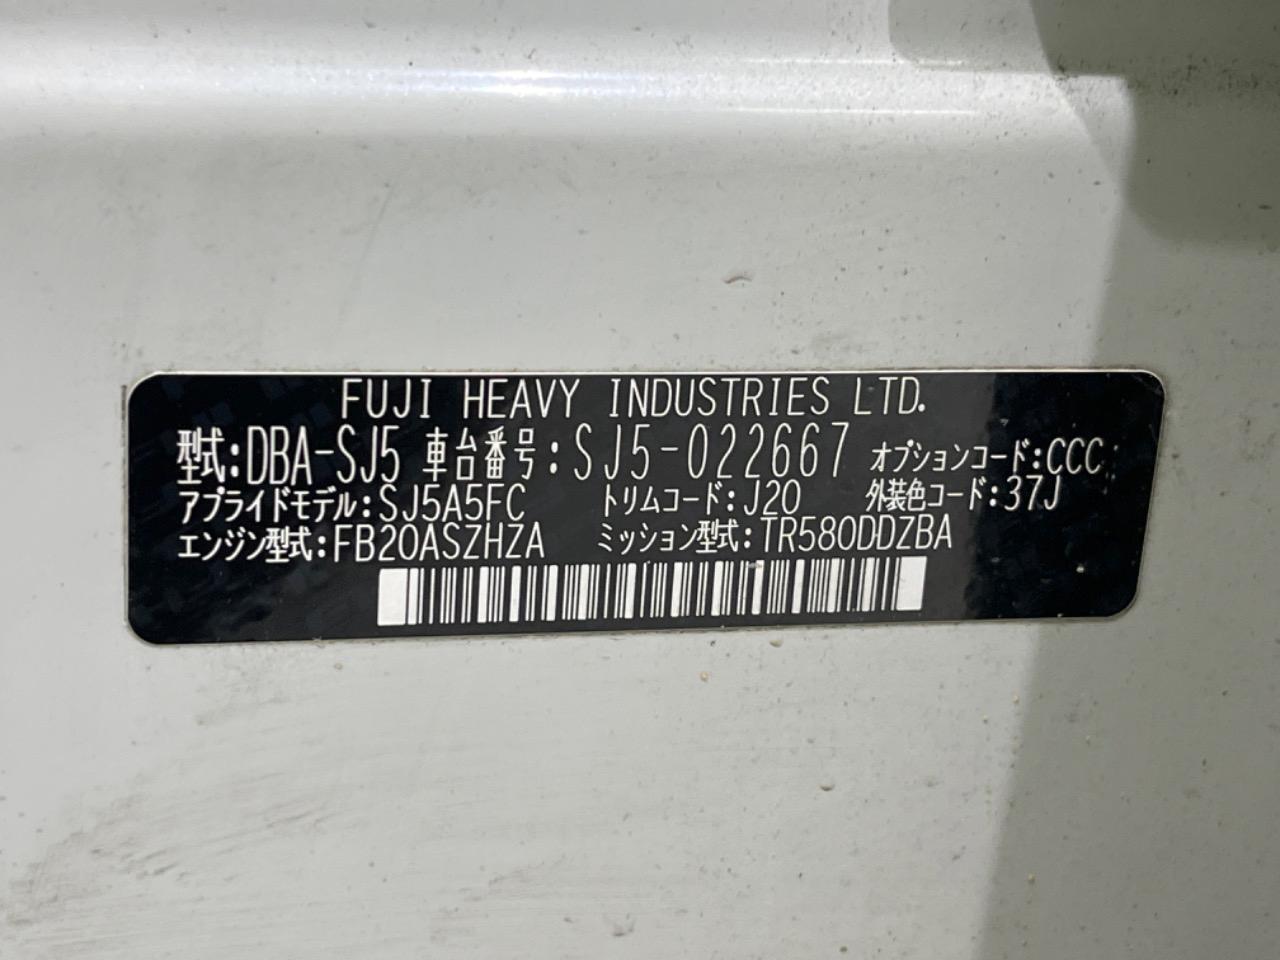 FUJI HEAVY INDUSTRIES LTD.
型式:DBA-SJ5 車台番号:SJ5-022667 オプションコード:CCC
アプライドモデル:SJ5A5FC トリムコード:J20 外装色コード:37J
エンジン型式:FB20ASZHZA ミッション型式:TR580DDZBA